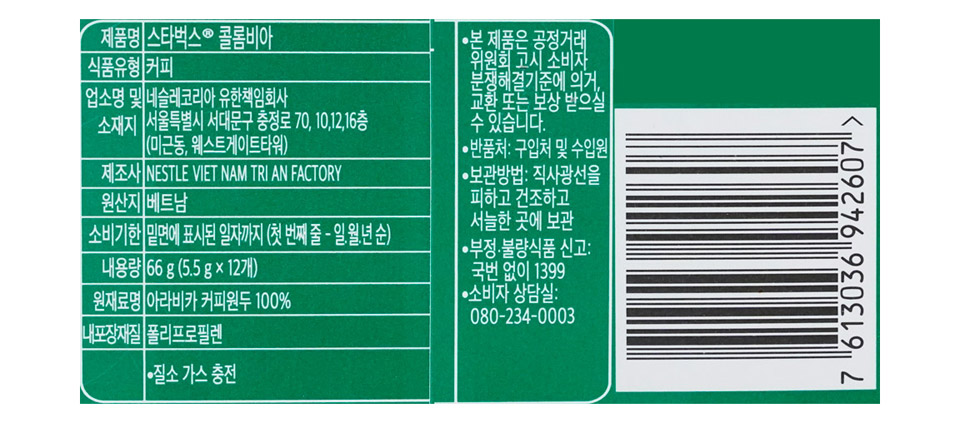 제품명 스타벅스® 콜롬비아
식품유형 커피
업소명 및 소재지 네슬레코리아 유한책임회사
서울특별시 서대문구 충정로 70, 10,12,16층
(미근동, 웨스트게이트타워)
제조사 NESTLE VIET NAM TRI AN FACTORY
원산지 베트남
소비기한 밑면에 표시된 일자까지 (첫 번째 줄 – 일.월.년 순)
내용량 66 g (5.5 g × 12개)
원재료명 아라비카 커피원두 100%
내포장재질 폴리프로필렌
•질소 가스 충전
•본 제품은 공정거래
위원회 고시 소비자
분쟁해결기준에 의거,
교환 또는 보상 받으실
수 있습니다.
•반품처: 구입처 및 수입원
•보관방법: 직사광선을
피하고 건조하고
서늘한 곳에 보관
•부정·불량식품 신고:
국번 없이 1399
•소비자 상담실:
080-234-0003
7 613036 942607 >